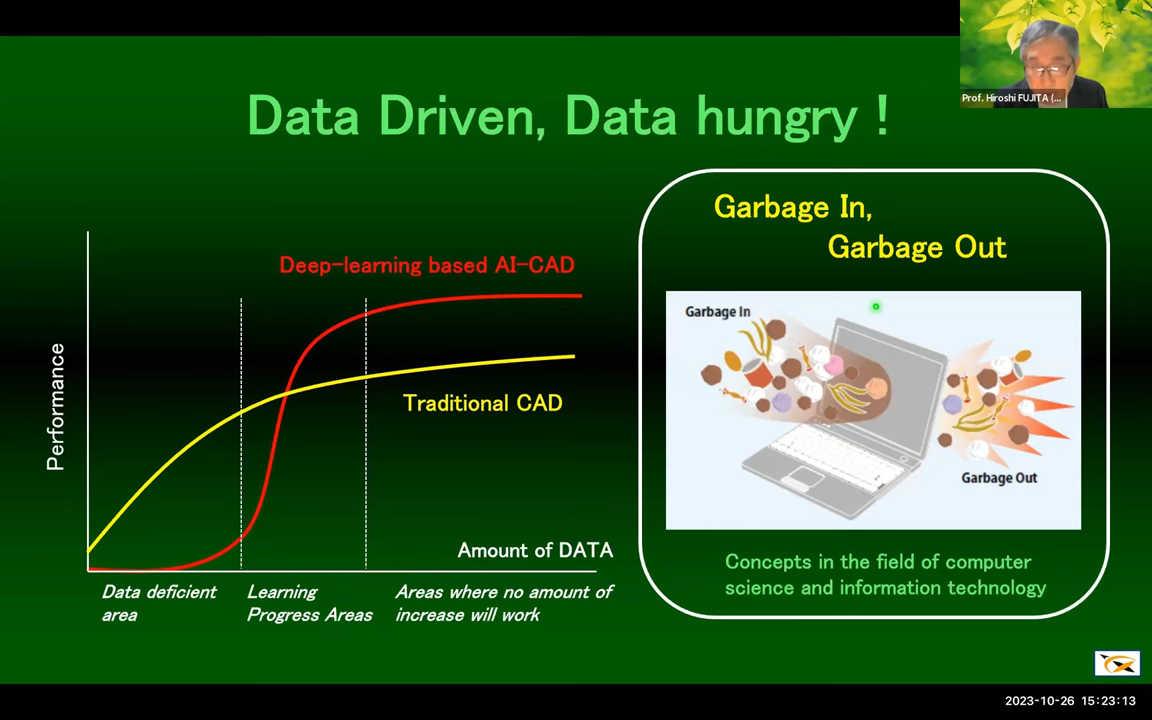 Prof. Hiroshi FUJITA (...
Data Driven, Data hungry !
Garbage In,
Garbage Out
Deep-learning based AI-CAD
Traditional CAD
Performance
Amount of DATA
Data deficient
area
Learning
Progress Areas
Areas where no amount of
increase will work
Garbage In
Garbage Out
Concepts in the field of computer
science and information technology
2023-10-26 15:23:13